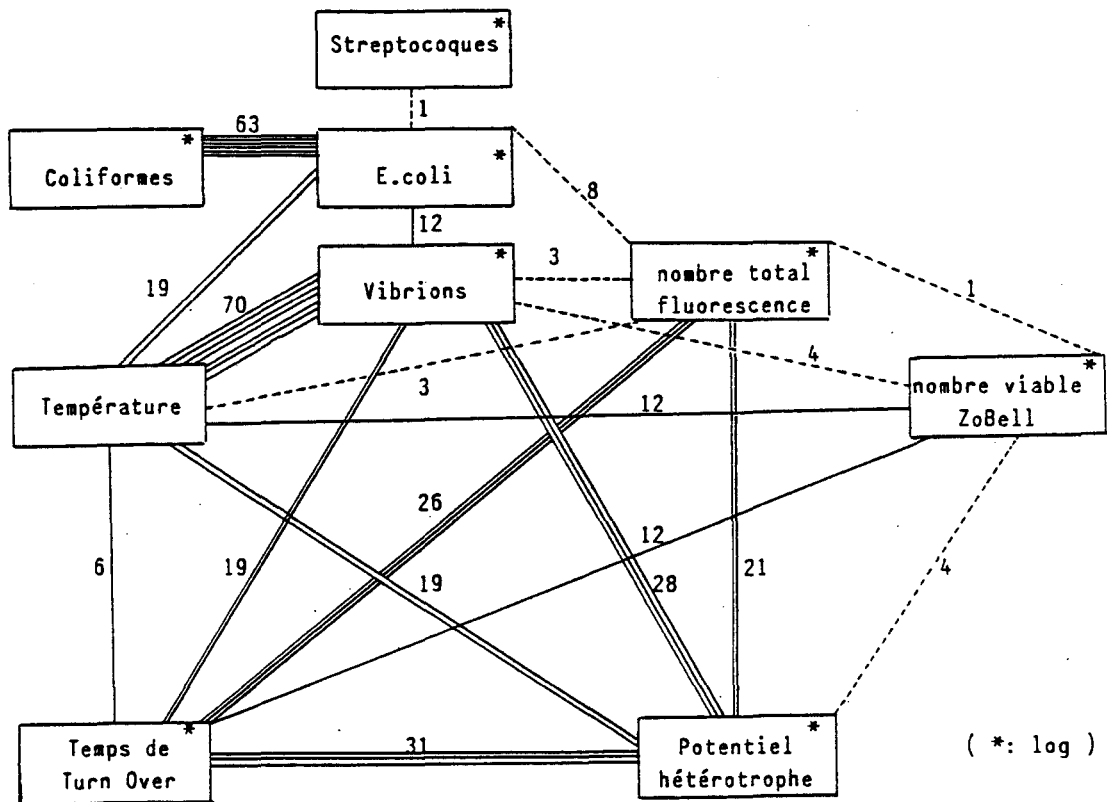 *
Streptocoques
1
63
*
Coliformes
*
E.coli
8
12
*
Vibrions
3
*
nombre total
fluorescence
1
19
70
4
*
nombre viable
ZoBell
Température
3
12
26
12
6
19
19
28
21
4
*
Temps de
Turn Over
31
*
Potentiel
hétérotrophe
( *: log )